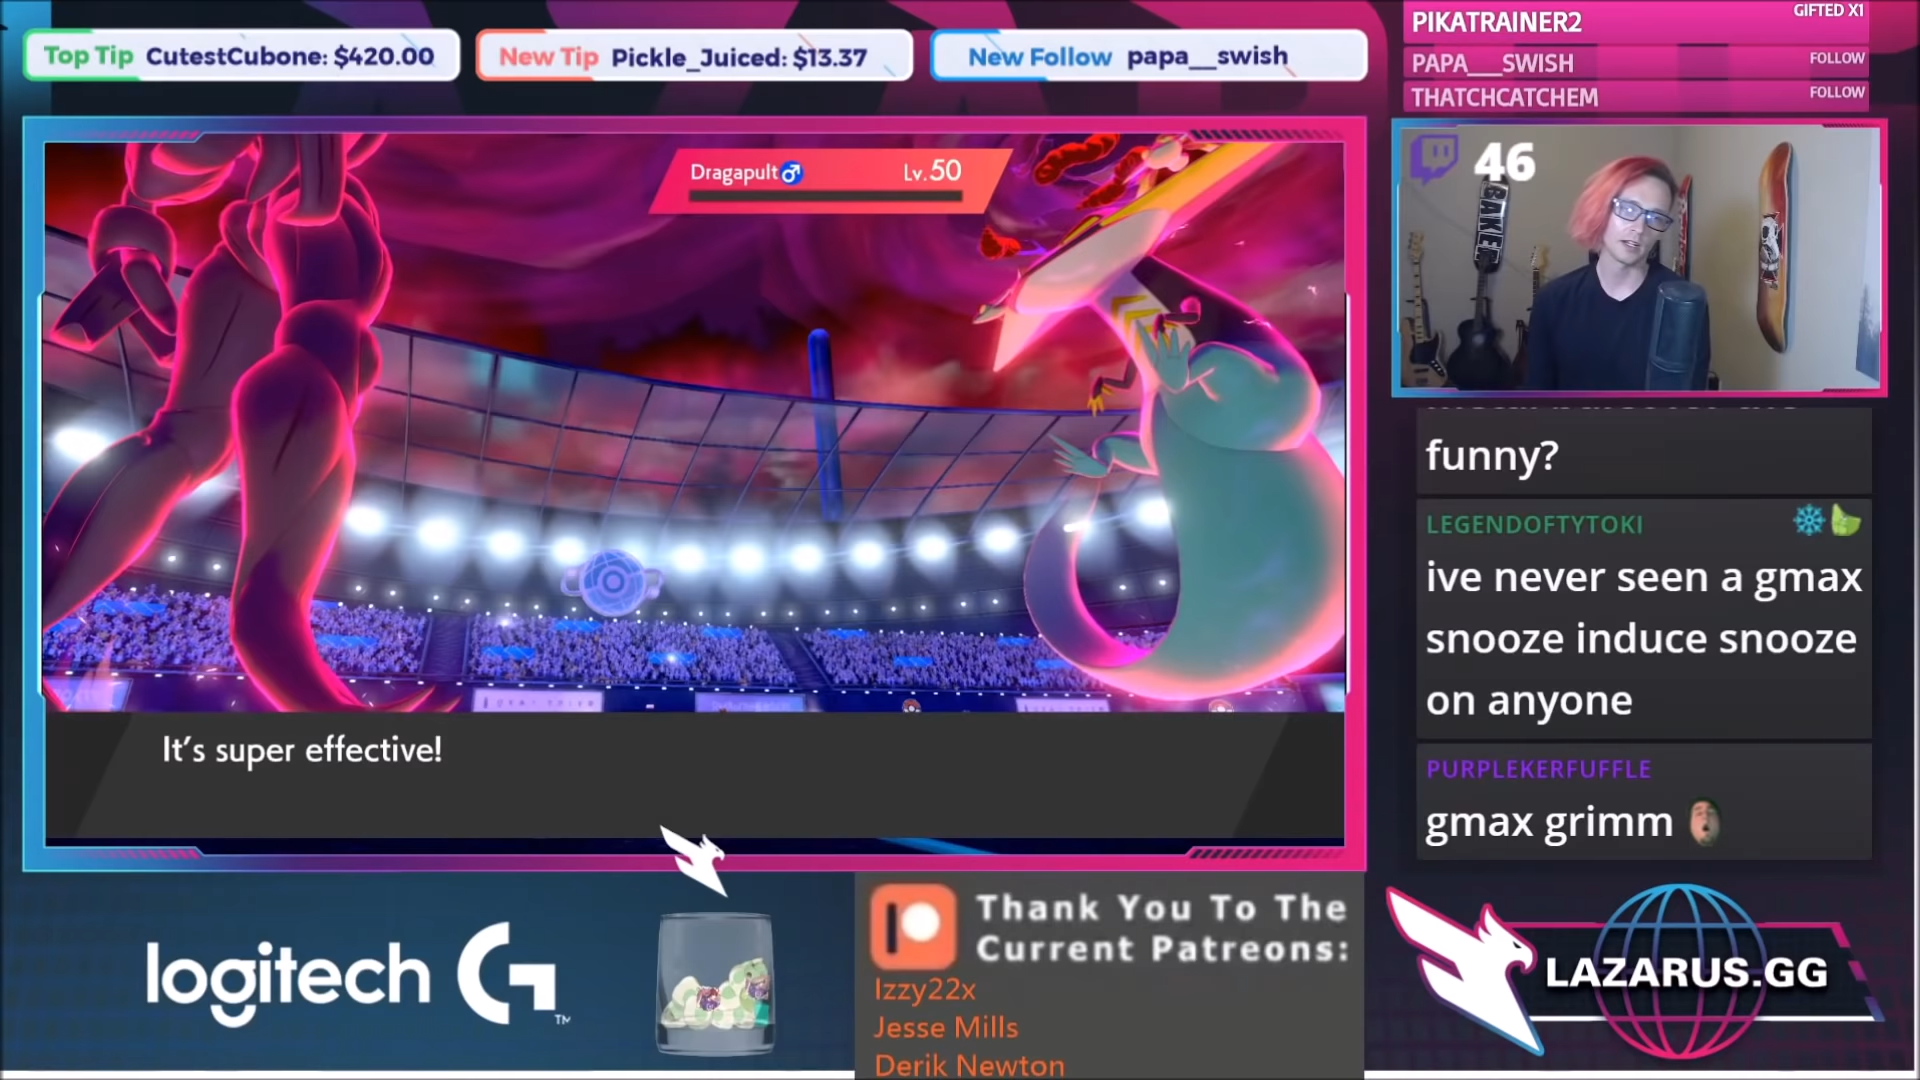 Top Tip CutestCubone: $420.00
New Tip Pickle_Juiced: $13.37
New Follow papa__swish
PIKATRAINER2 GIFTED X1
PAPA__SWISH FOLLOW
THATCHCATCHEM FOLLOW
Dragapult♂ Lv.50
46
BAKER
funny?
LEGENDOFTYTOKI
ive never seen a gmax
snooze induce snooze
on anyone
PURPLEKERFUFFLE
gmax grimm
It's super effective!
logitech G
TM
Thank You To The
Current Patreons:
Izzy22x
Jesse Mills
Derik Newton
LAZARUS.GG